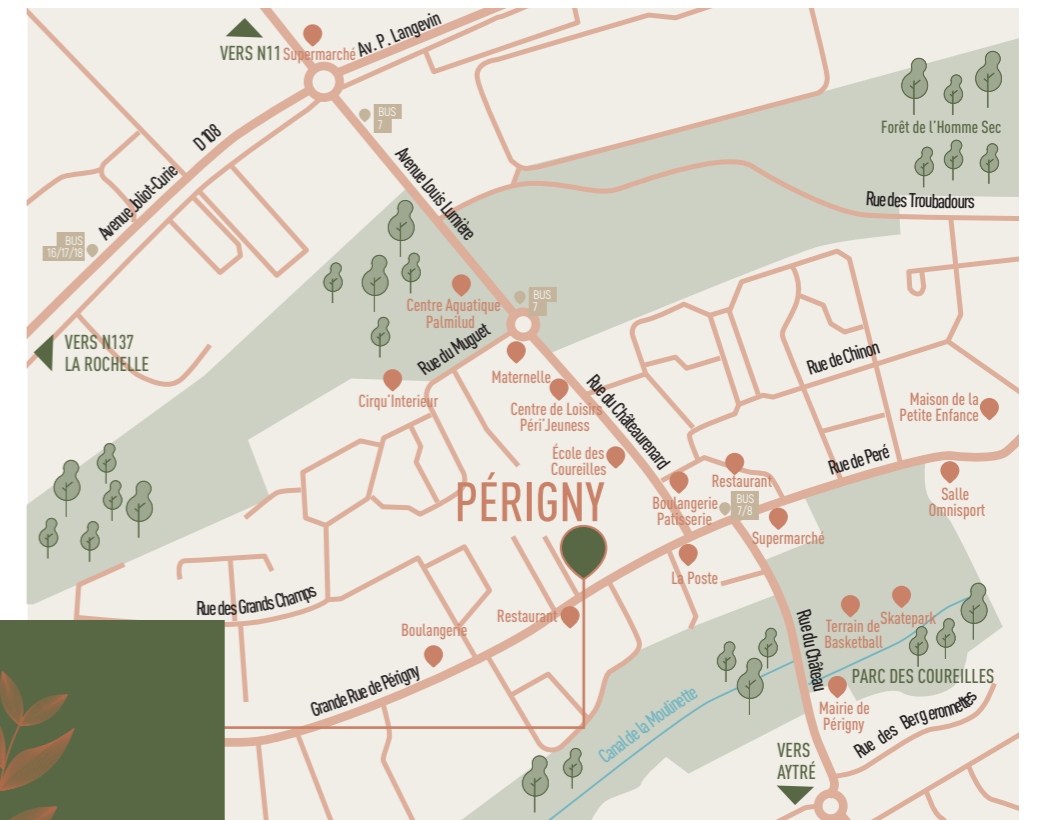 VERS N11
Supermarché
Av. P. Langevin
BUS
7
D 108
Avenue Joliot-Curie
Avenue Louis Lumière
Forêt de l'Homme Sec
Rue des Troubadours
BUS
16/17/18
Centre Aquatique
Palmilud
BUS
7
VERS N137
LA ROCHELLE
Rue du Muguet
Maternelle
Rue de Chinon
Cirqu'Interieur
Centre de Loisirs
Péri'Jeuness
Rue du Châteaurenard
Maison de la
Petite Enfance
École des
Coureilles
Rue de Peré
Restaurant
PÉRIGNY
Boulangerie
Patisserie
BUS
7/8
Salle
Omnisport
Supermarché
La Poste
Rue des Grands Champs
Restaurant
Boulangerie
Rue du Château
Terrain de
Basketball
Skatepark
Grande Rue de Périgny
PARC DES COUREILLES
Canal de la Moulinette
Mairie de
Périgny
Rue des Bergeronnettes
VERS
AYTRÉ